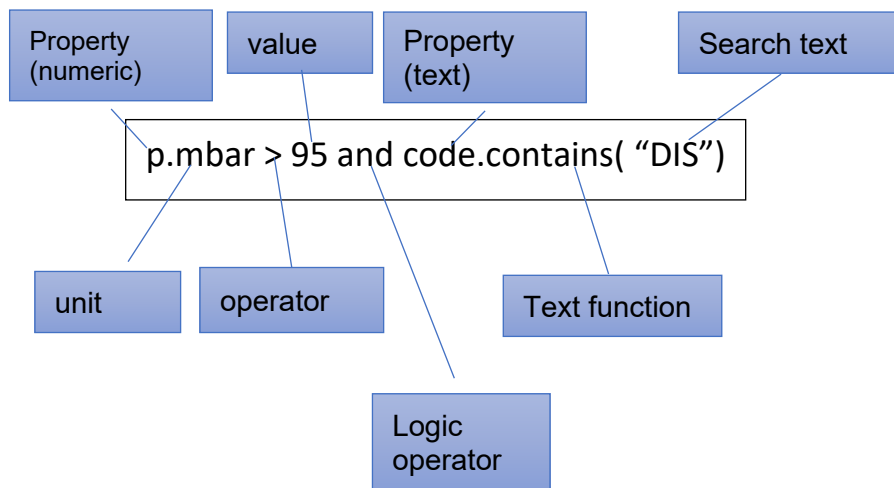 Property
(numeric)
value
Property
(text)
Search text
p.mbar > 95 and code.contains( “DIS”)
unit
operator
Text function
Logic
operator